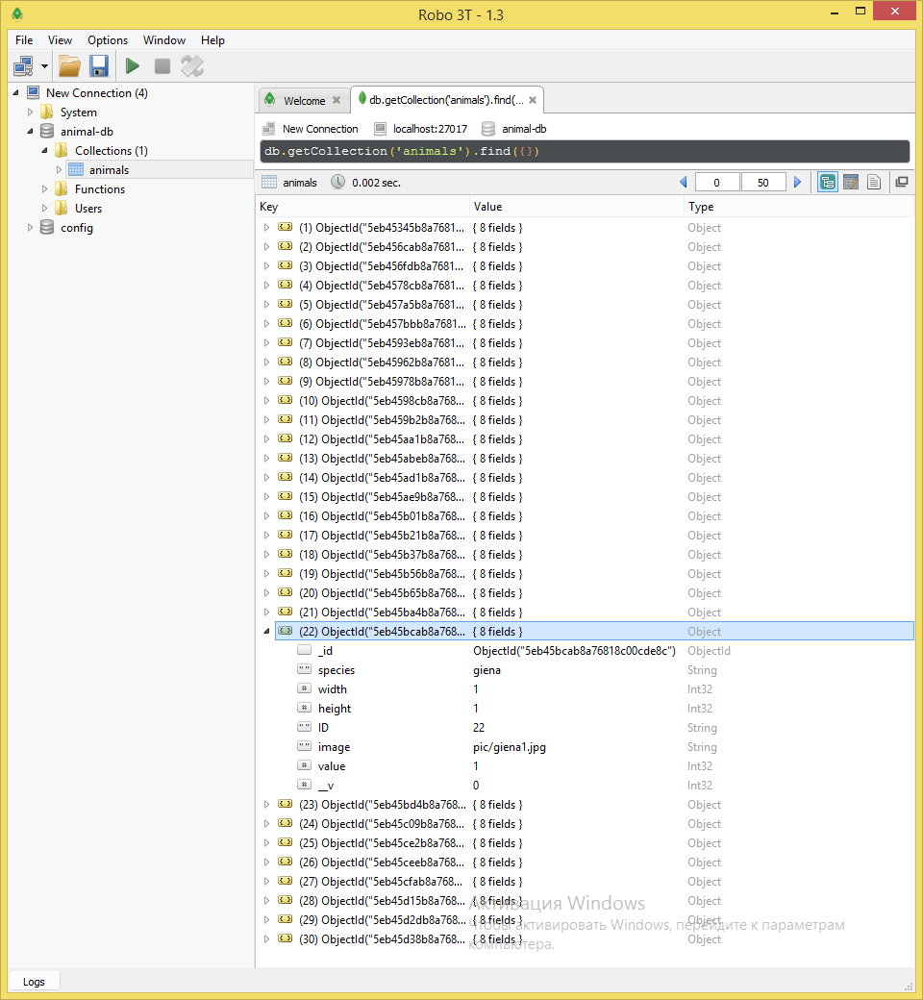 Robo 3T - 1.3
File View Options Window Help
New Connection (4)
System
animal-db
Collections (1)
animals
Functions
Users
config
Welcome
db.getCollection('animals').find(...
New Connection localhost:27017 animal-db
db.getCollection('animals').find({})
animals 0.002 sec. 0 50
Key Value Type
(1) ObjectId("5eb45345b8a7681... { 8 fields } Object
(2) ObjectId("5eb456cab8a7681... { 8 fields } Object
(3) ObjectId("5eb456fdb8a7681... { 8 fields } Object
(4) ObjectId("5eb4578cb8a7681... { 8 fields } Object
(5) ObjectId("5eb457a5b8a7681... { 8 fields } Object
(6) ObjectId("5eb457bbb8a7681... { 8 fields } Object
(7) ObjectId("5eb4593eb8a7681... { 8 fields } Object
(8) ObjectId("5eb45962b8a7681... { 8 fields } Object
(9) ObjectId("5eb45978b8a7681... { 8 fields } Object
(10) ObjectId("5eb4598cb8a768... { 8 fields } Object
(11) ObjectId("5eb459b2b8a768... { 8 fields } Object
(12) ObjectId("5eb45aa1b8a768... { 8 fields } Object
(13) ObjectId("5eb45abeb8a768... { 8 fields } Object
(14) ObjectId("5eb45ad1b8a768... { 8 fields } Object
(15) ObjectId("5eb45ae9b8a768... { 8 fields } Object
(16) ObjectId("5eb45b01b8a768... { 8 fields } Object
(17) ObjectId("5eb45b21b8a768... { 8 fields } Object
(18) ObjectId("5eb45b37b8a768... { 8 fields } Object
(19) ObjectId("5eb45b56b8a768... { 8 fields } Object
(20) ObjectId("5eb45b65b8a768... { 8 fields } Object
(21) ObjectId("5eb45ba4b8a768... { 8 fields } Object
(22) ObjectId("5eb45bcab8a768... { 8 fields } Object
_id ObjectId("5eb45bcab8a76818c00cde8c") ObjectId
species giena String
width 1 Int32
height 1 Int32
ID 22 String
image pic/giena1.jpg String
value 1 Int32
__v 0 Int32
(23) ObjectId("5eb45bd4b8a768... { 8 fields } Object
(24) ObjectId("5eb45c09b8a768... { 8 fields } Object
(25) ObjectId("5eb45ce2b8a768... { 8 fields } Object
(26) ObjectId("5eb45ceeb8a768... { 8 fields } Object
(27) ObjectId("5eb45cfab8a768... { 8 fields } Object
(28) ObjectId("5eb45d15b8a768... { 8 fields } Object
(29) ObjectId("5eb45d2db8a768... { 8 fields } Object
(30) ObjectId("5eb45d38b8a768... { 8 fields } Object
Активация Windows
Чтобы активировать Windows, перейдите к параметрам
компьютера.
Logs